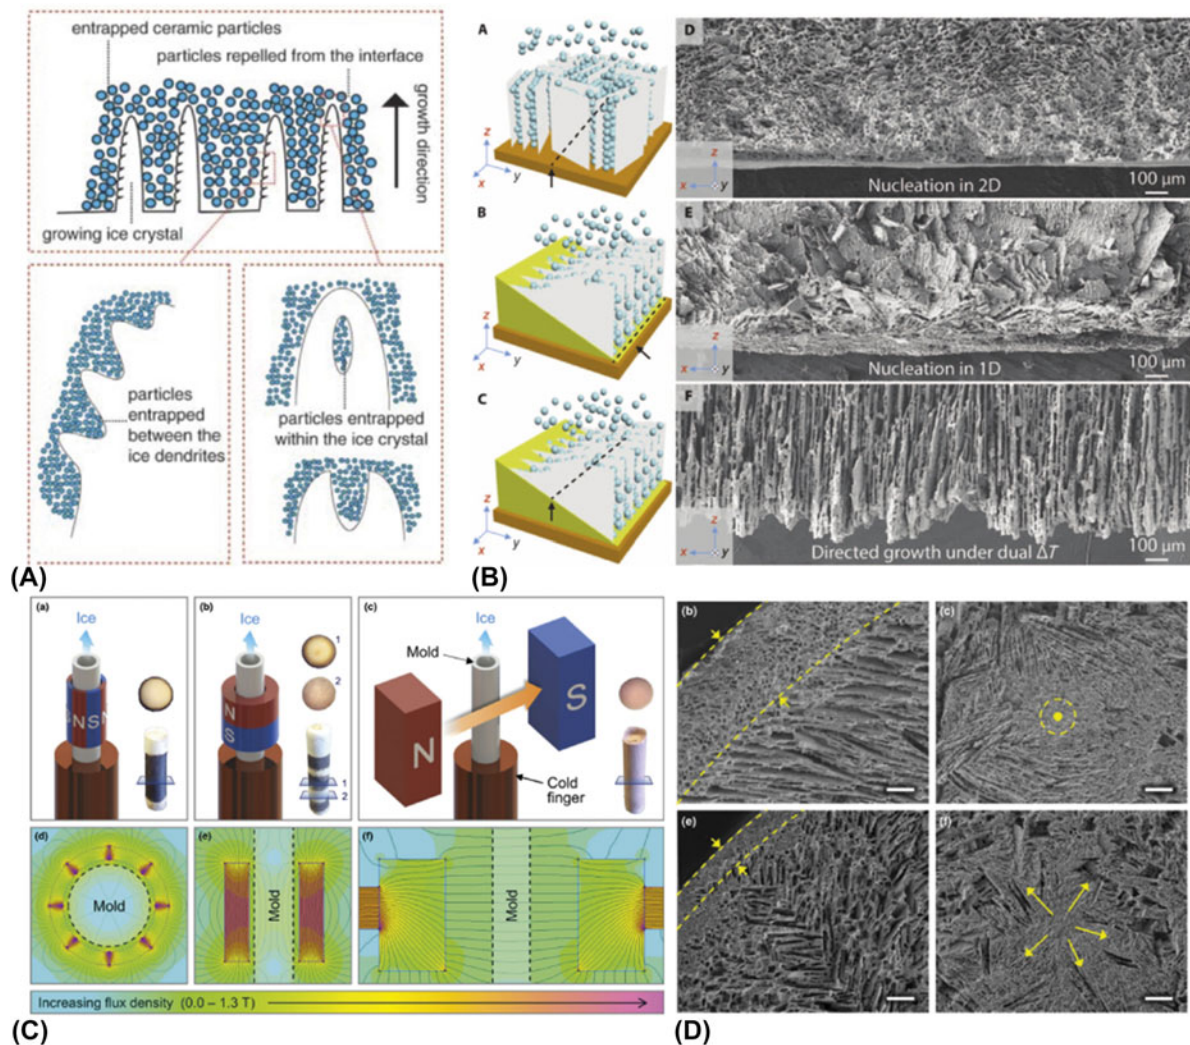 entrapped ceramic particles
particles repelled from the interface
growth direction
growing ice crystal
particles
entrapped
between the
ice dendrites
particles entrapped
within the ice crystal
(A)
A
z
x
y
B
z
x
y
C
z
x
y
D
z
x
y
Nucleation in 2D
100 µm
E
z
x
y
Nucleation in 1D
100 µm
F
z
x
y
Directed growth under dual ΔT
100 µm
(B)
(a)
Ice
S
N
S
N
(b)
Ice
N
S
1
2
1
2
(c)
Ice
Mold
N
S
Cold
finger
(d)
Mold
(e)
Mold
(f)
Mold
Increasing flux density (0.0 – 1.3 T)
(C)
(b)
(c)
(e)
(f)
(D)